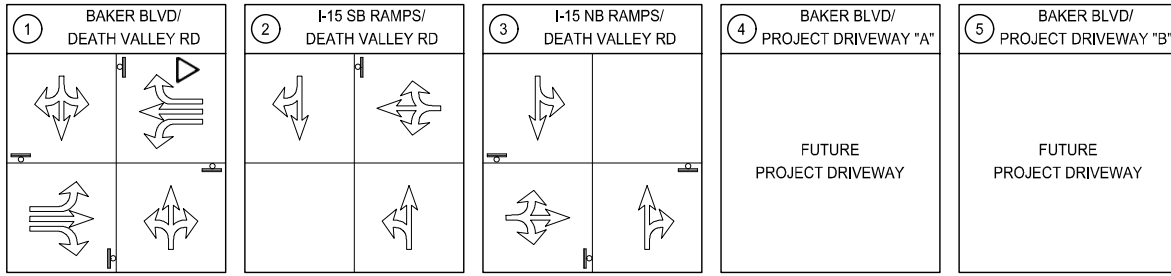 1
BAKER BLVD/
DEATH VALLEY RD
2
I-15 SB RAMPS/
DEATH VALLEY RD
3
I-15 NB RAMPS/
DEATH VALLEY RD
4
BAKER BLVD/
PROJECT DRIVEWAY "A"
FUTURE
PROJECT DRIVEWAY
5
BAKER BLVD/
PROJECT DRIVEWAY "B"
FUTURE
PROJECT DRIVEWAY